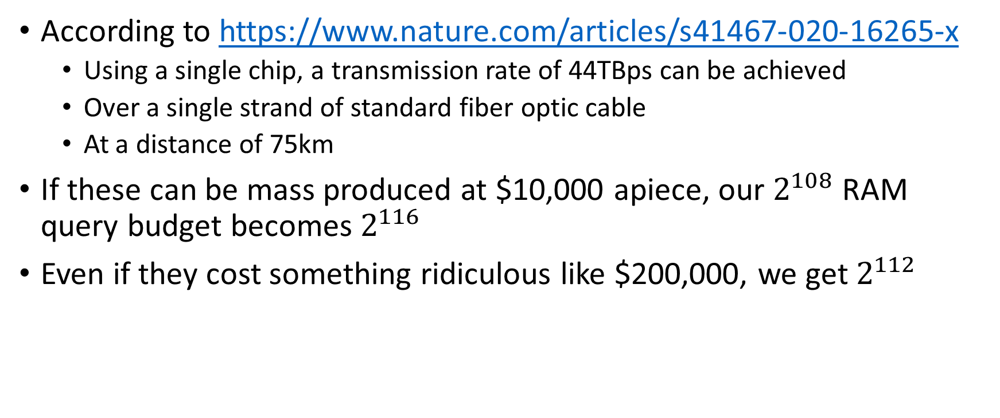 • According to https://www.nature.com/articles/s41467-020-16265-x
• Using a single chip, a transmission rate of 44TBps can be achieved
• Over a single strand of standard fiber optic cable
• At a distance of 75km
• If these can be mass produced at $10,000 apiece, our 2^108 RAM
query budget becomes 2^116
• Even if they cost something ridiculous like $200,000, we get 2^112